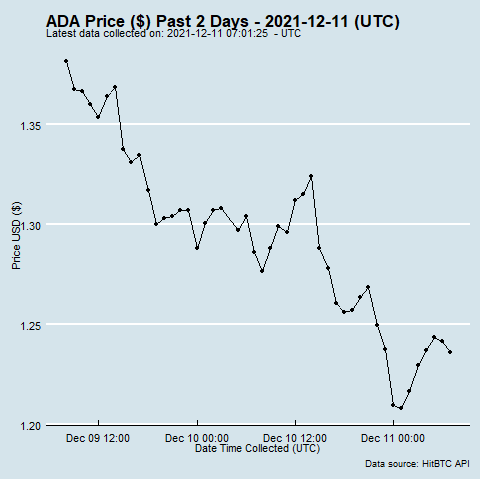 ADA Price ($) Past 2 Days - 2021-12-11 (UTC)
Latest data collected on: 2021-12-11 07:01:25 - UTC
1.35
1.30
1.25
1.20
Price USD ($)
Dec 09 12:00
Dec 10 00:00
Dec 10 12:00
Dec 11 00:00
Date Time Collected (UTC)
Data source: HitBTC API